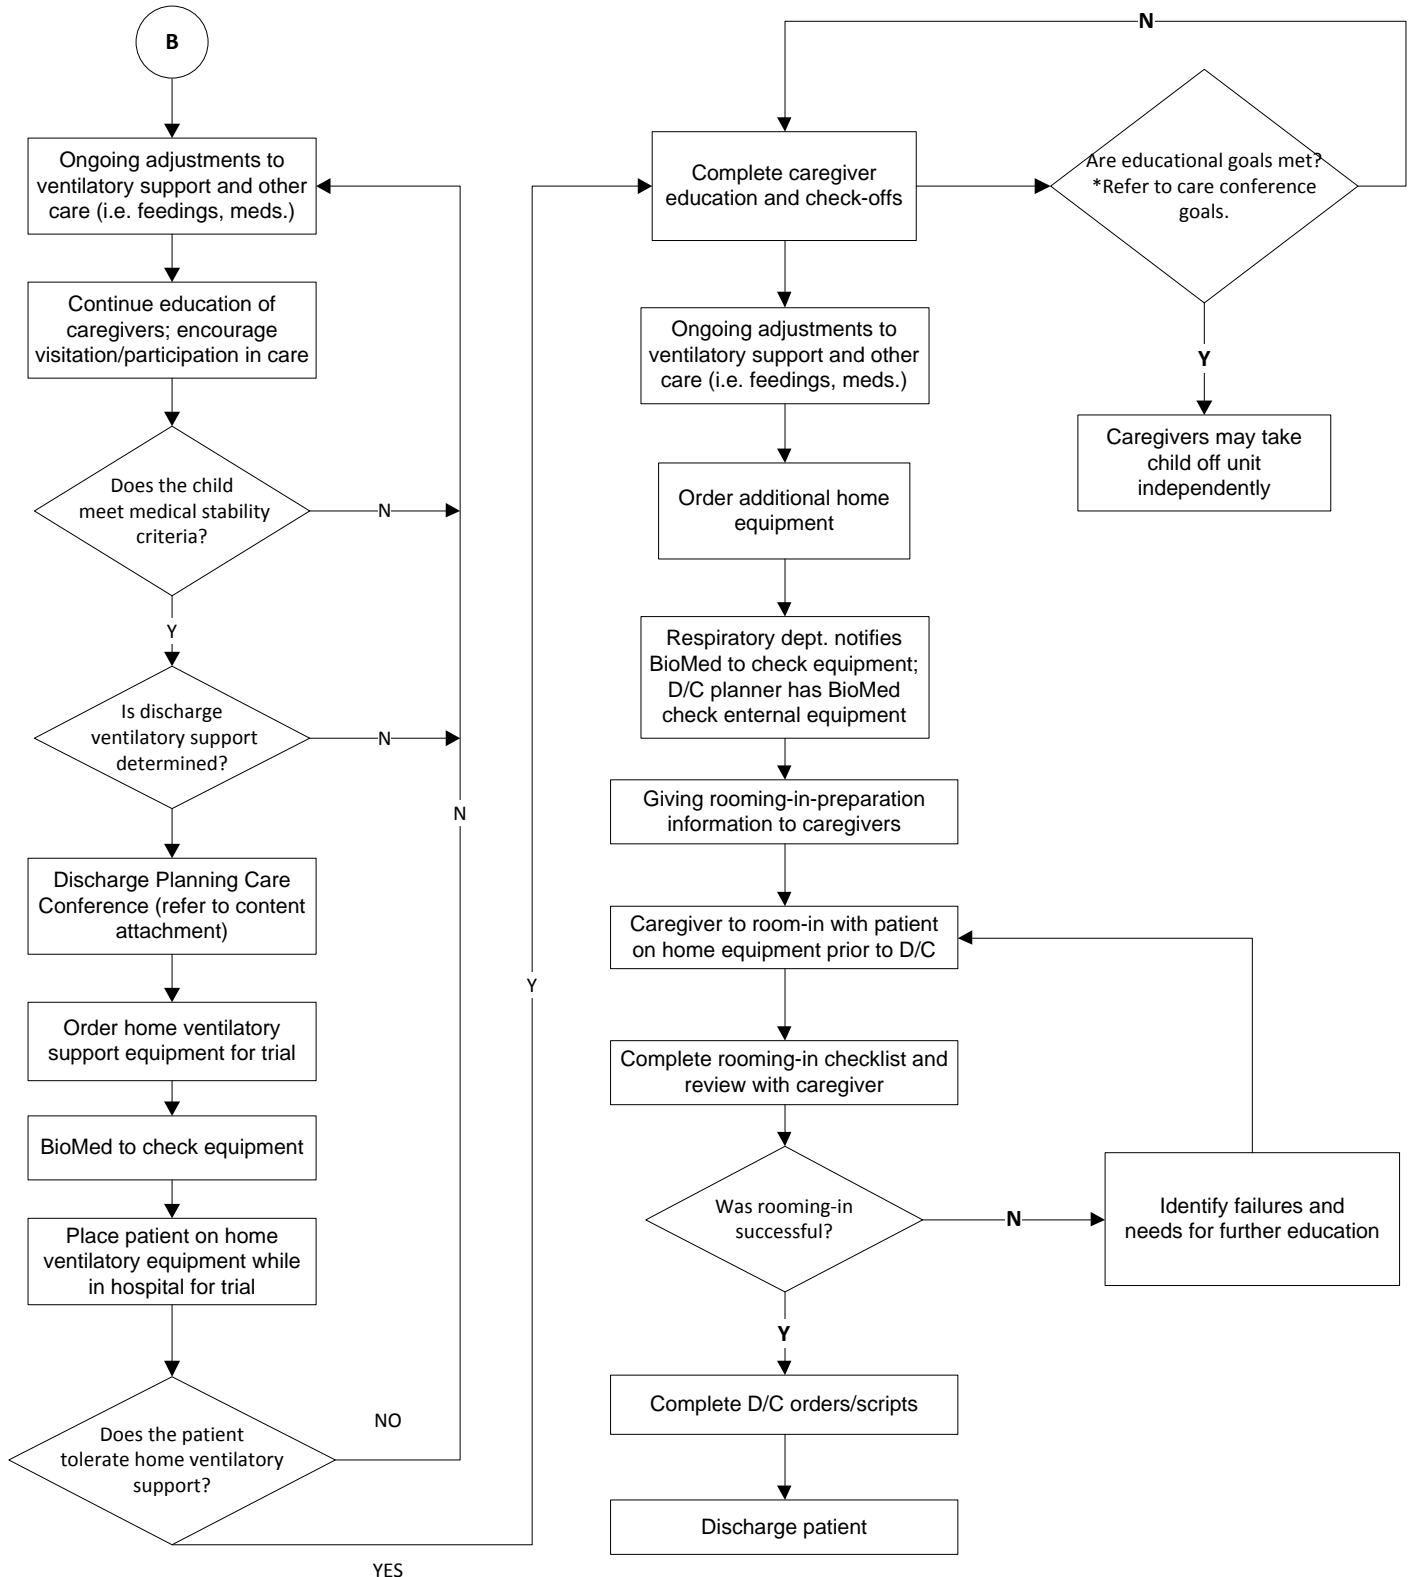 B
Ongoing adjustments to
ventilatory support and other
care (i.e. feedings, meds.)
Continue education of
caregivers; encourage
visitation/participation in care
Does the child
meet medical stability
criteria?
N
Y
Is discharge
ventilatory support
determined?
N
N
Discharge Planning Care
Conference (refer to content
attachment)
Order home ventilatory
support equipment for trial
BioMed to check equipment
Place patient on home
ventilatory equipment while
in hospital for trial
Does the patient
tolerate home ventilatory
support?
NO
YES
Y
N
Complete caregiver
education and check-offs
Are educational goals met?
*Refer to care conference
goals.
Y
Caregivers may take
child off unit
independently
Ongoing adjustments to
ventilatory support and other
care (i.e. feedings, meds.)
Order additional home
equipment
Respiratory dept. notifies
BioMed to check equipment;
D/C planner has BioMed
check enternal equipment
Giving rooming-in-preparation
information to caregivers
Caregiver to room-in with patient
on home equipment prior to D/C
Complete rooming-in checklist and
review with caregiver
Was rooming-in
successful?
N
Identify failures and
needs for further education
Y
Complete D/C orders/scripts
Discharge patient